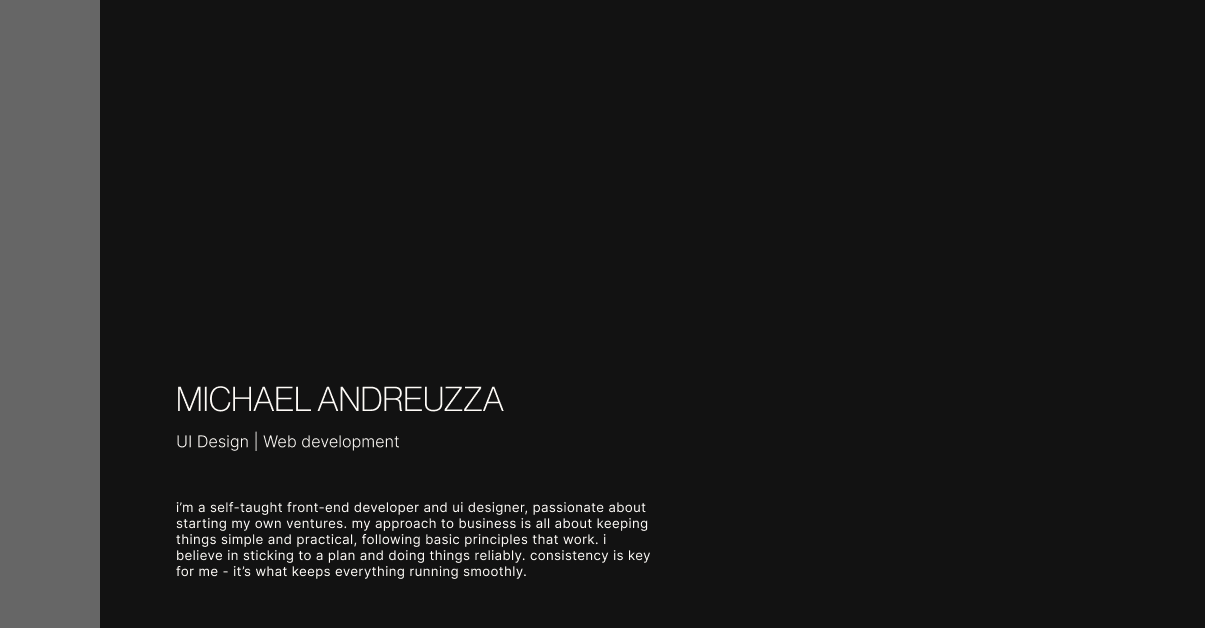 MICHAEL ANDREUZZA
UI Design | Web development
i’m a self-taught front-end developer and ui designer, passionate about
starting my own ventures. my approach to business is all about keeping
things simple and practical, following basic principles that work. i
believe in sticking to a plan and doing things reliably. consistency is key
for me - it’s what keeps everything running smoothly.